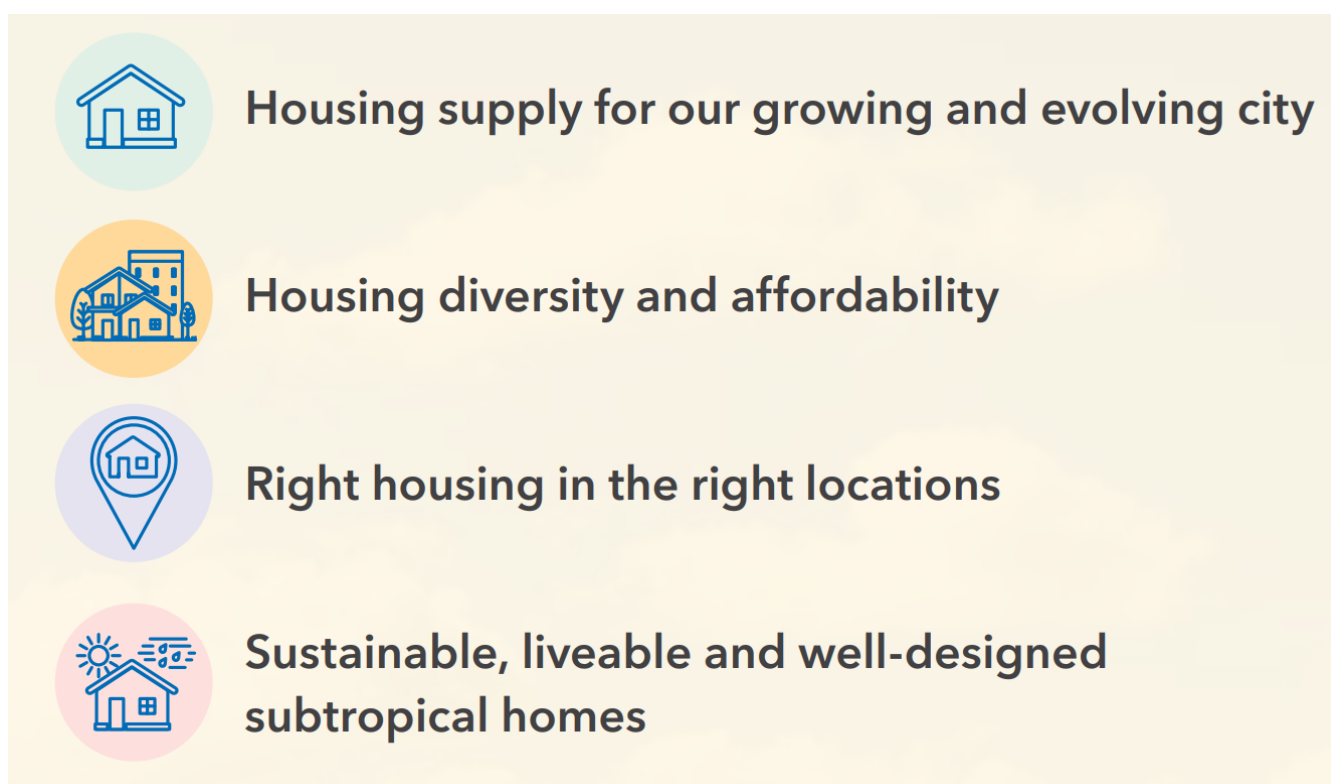 Housing supply for our growing and evolving city
Housing diversity and affordability
Right housing in the right locations
Sustainable, liveable and well-designed
subtropical homes